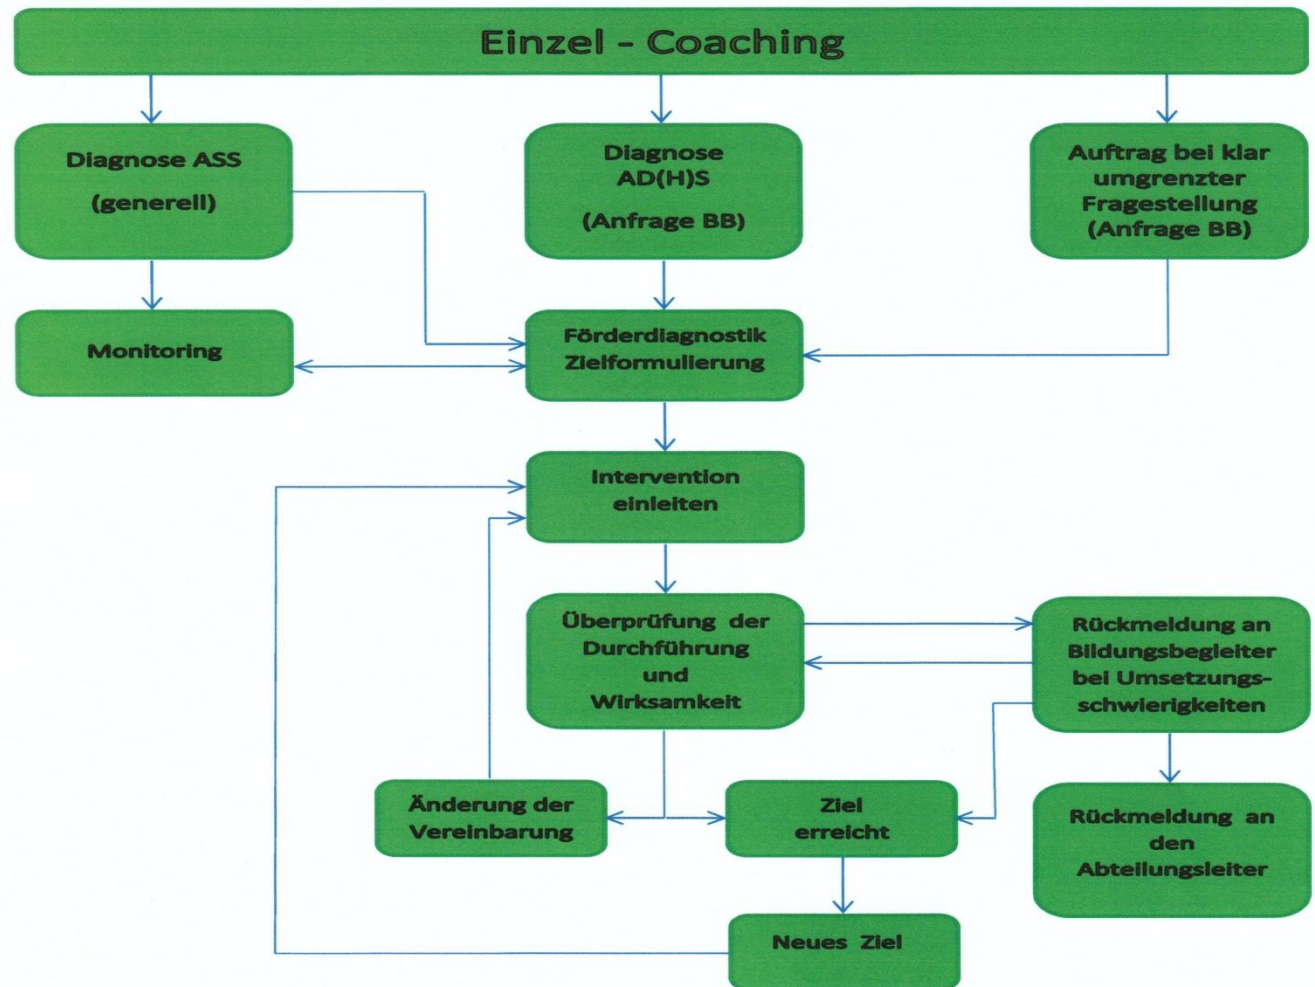 Einzel - Coaching
Diagnose ASS
(generell)
Diagnose
AD(H)S
(Anfrage BB)
Auftrag bei klar
umgrenzter
Fragestellung
(Anfrage BB)
Monitoring
Förderdiagnostik
Zielformulierung
Intervention
einleiten
Überprüfung der
Durchführung
und
Wirksamkeit
Rückmeldung an
Bildungsbegleiter
bei Umsetzungs-
schwierigkeiten
Änderung der
Vereinbarung
Ziel
erreicht
Rückmeldung an
den
Abteilungsleiter
Neues Ziel